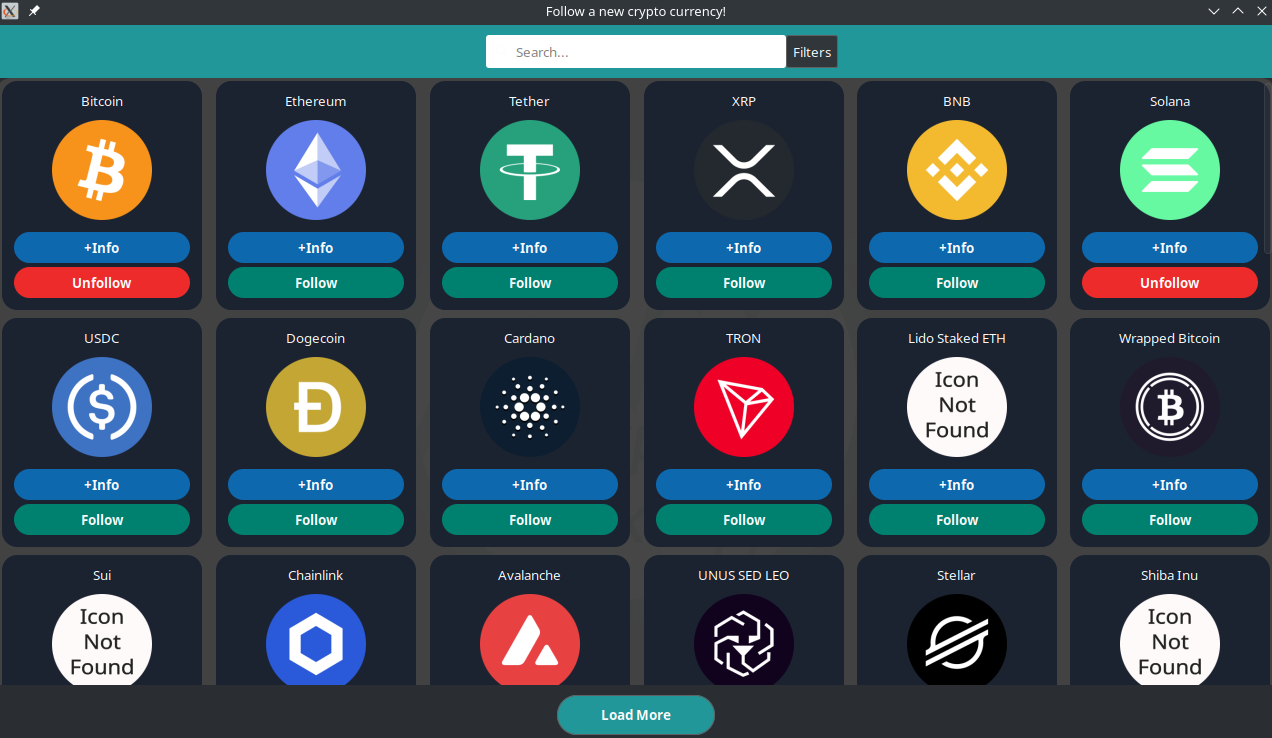 Follow a new crypto currency!
Search...
Filters
Bitcoin
Ethereum
Tether
XRP
BNB
Solana
+Info
+Info
+Info
+Info
+Info
+Info
Unfollow
Follow
Follow
Follow
Follow
Unfollow
USDC
Dogecoin
Cardano
TRON
Lido Staked ETH
Wrapped Bitcoin
Icon
Not
Found
+Info
+Info
+Info
+Info
+Info
+Info
Follow
Follow
Follow
Follow
Follow
Follow
Sui
Chainlink
Avalanche
UNUS SED LEO
Stellar
Shiba Inu
Icon
Not
Found
Icon
Not
Found
Load More